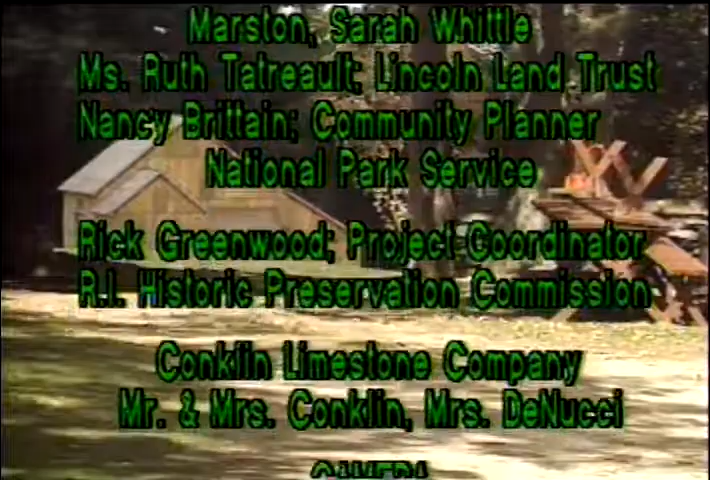 Marston, Sarah Whittle
Ms. Ruth Tatreault; Lincoln Land Trust
Nancy Brittain; Community Planner
National Park Service
Rick Greenwood; Project Coordinator
R.I. Historic Preservation Commission
Conklin Limestone Company
Mr. & Mrs. Conklin, Mrs. DeNucci
CAMERA